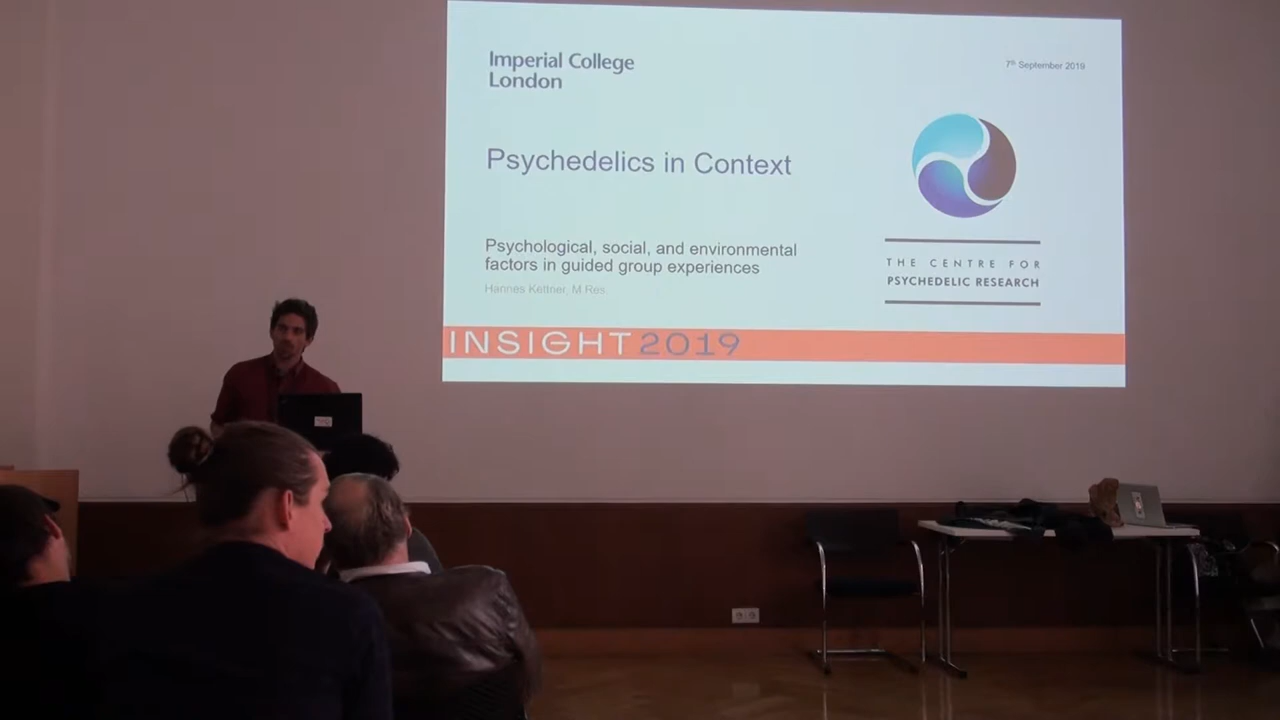 Imperial College
London
7th September 2019
Psychedelics in Context
Psychological, social, and environmental
factors in guided group experiences
Hannes Kettner, M.Res.
THE CENTRE FOR
PSYCHEDELIC RESEARCH
INSIGHT 2019